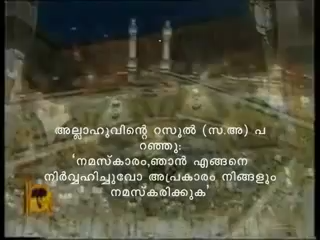 അല്ലാഹുവിന്റെ റസൂൽ (സ.അ) പ
റഞ്ഞു:
‘നമസ്കാരം,ഞാൻ എങ്ങനെ
നിർവ്വഹിച്ചുവോ അപ്രകാരം നിങ്ങളും
നമസ്കരിക്കുക’